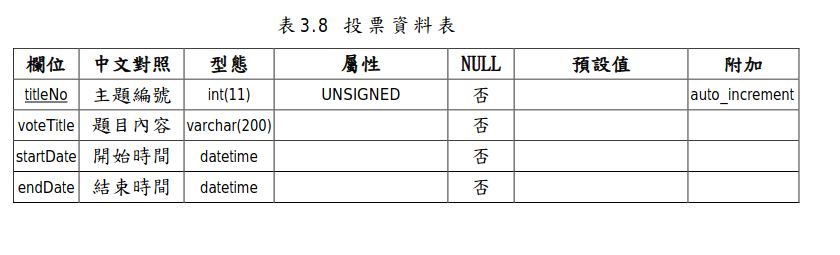 表3.8 投票資料表
欄位 中文對照 型態 屬性 NULL 預設值 附加
titleNo 主題編號 int(11) UNSIGNED 否 auto_increment
voteTitle 題目內容 varchar(200) 否
startDate 開始時間 datetime 否
endDate 結束時間 datetime 否